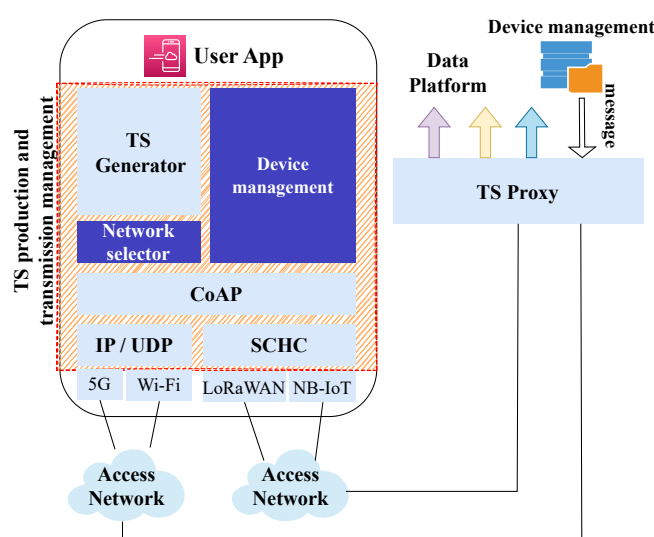 User App
TS production and
transmission management
TS
Generator
Device
management
Network
selector
CoAP
IP / UDP
SCHC
5G
Wi-Fi
LoRaWAN
NB-IoT
Access
Network
Access
Network
Device management
Data
Platform
message
TS Proxy